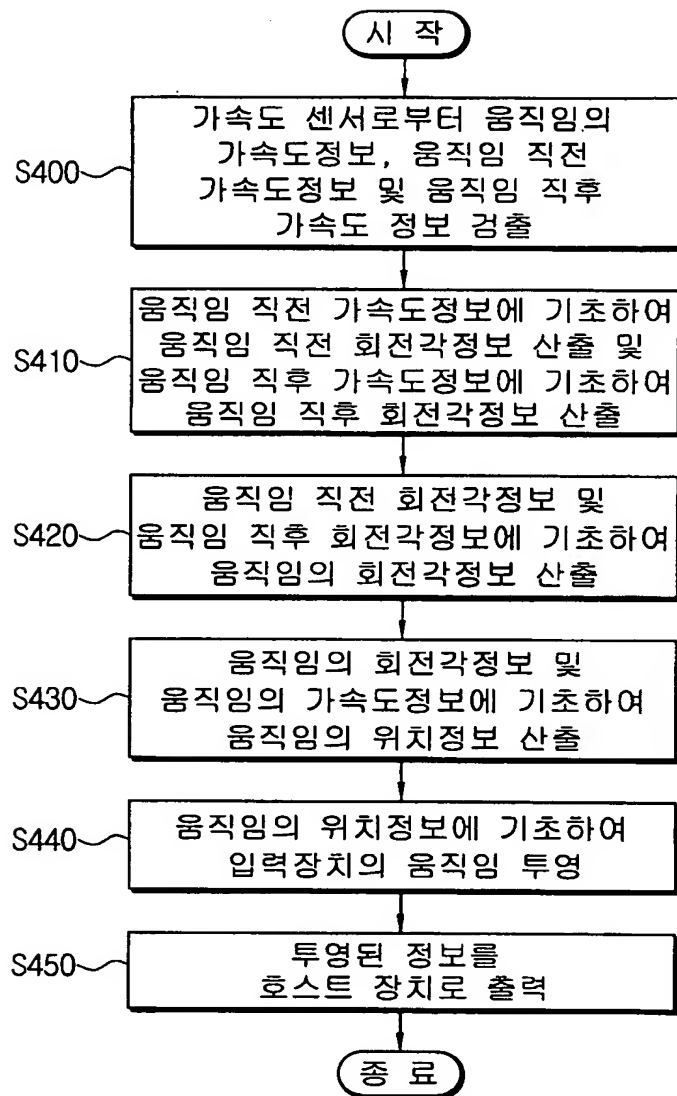 시 작
S400
가속도 센서로부터 움직임의
가속도정보, 움직임 직전
가속도정보 및 움직임 직후
가속도 정보 검출
S410
움직임 직전 가속도정보에 기초하여
움직임 직전 회전각정보 산출 및
움직임 직후 가속도정보에 기초하여
움직임 직후 회전각정보 산출
S420
움직임 직전 회전각정보 및
움직임 직후 회전각정보에 기초하여
움직임의 회전각정보 산출
S430
움직임의 회전각정보 및
움직임의 가속도정보에 기초하여
움직임의 위치정보 산출
S440
움직임의 위치정보에 기초하여
입력장치의 움직임 투영
S450
투영된 정보를
호스트 장치로 출력
종 료